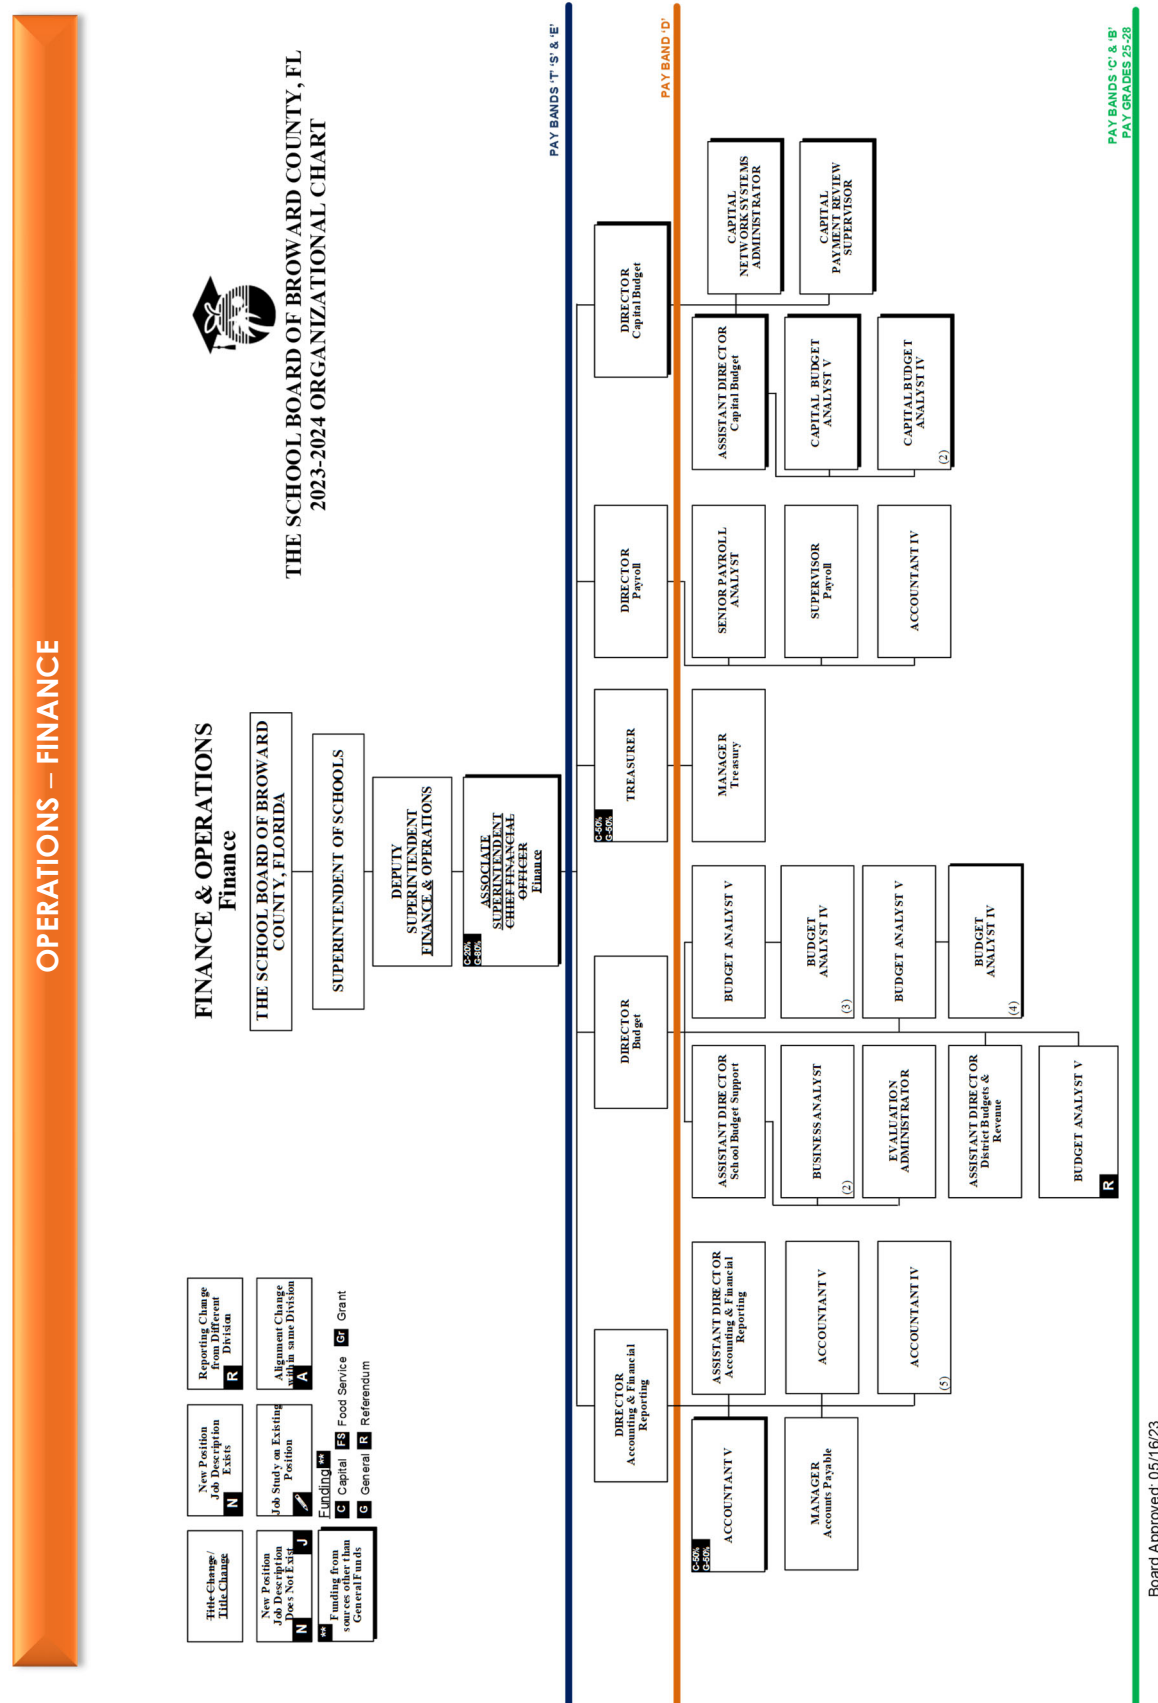 OPERATIONS – FINANCE
THE SCHOOL BOARD OF BROWARD COUNTY, FL
2023-2024 ORGANIZATIONAL CHART
FINANCE & OPERATIONS
Finance
THE SCHOOL BOARD OF BROWARD
COUNTY, FLORIDA
SUPERINTENDENT OF SCHOOLS
DEPUTY
SUPERINTENDENT
FINANCE & OPERATIONS
ASSOCIATE
SUPERINTENDENT
CHIEF FINANCIAL
OFFICER
Finance
C-20%
G-80%
Title Change/
Title Change
New Position
Job Description
Exists
N
Reporting Change
from Different
Division
R
New Position
Job Description
Does Not Exist
N
J
Job Study on Existing
Position
Alignment Change
within same Division
A
** Funding from
sources other than
General Funds
Funding **
C Capital FS Food Service Gr Grant
G General R Referendum
PAY BANDS 'T' 'S' & 'E'
DIRECTOR
Accounting & Financial
Reporting
DIRECTOR
Budget
TREASURER
C-50%
G-50%
DIRECTOR
Payroll
DIRECTOR
Capital Budget
PAY BAND 'D'
ACCOUNTANT V
C-50%
G-50%
MANAGER
Accounts Payable
ASSISTANT DIRECTOR
Accounting & Financial
Reporting
ACCOUNTANT V
ACCOUNTANT IV
(5)
ASSISTANT DIRECTOR
School Budget Support
BUSINESS ANALYST
(2)
EVALUATION
ADMINISTRATOR
ASSISTANT DIRECTOR
District Budgets &
Revenue
BUDGET ANALYST V
R
BUDGET ANALYST V
BUDGET
ANALYST IV
(3)
BUDGET ANALYST V
BUDGET
ANALYST IV
(4)
MANAGER
Treasury
SENIOR PAYROLL
ANALYST
SUPERVISOR
Payroll
ACCOUNTANT IV
ASSISTANT DIRECTOR
Capital Budget
CAPITAL BUDGET
ANALYST V
CAPITAL BUDGET
ANALYST IV
(2)
CAPITAL
NETWORK SYSTEMS
ADMINISTRATOR
CAPITAL
PAYMENT REVIEW
SUPERVISOR
PAY BANDS 'C' & 'B'
PAY GRADES 25-28
Board Approved: 05/16/23